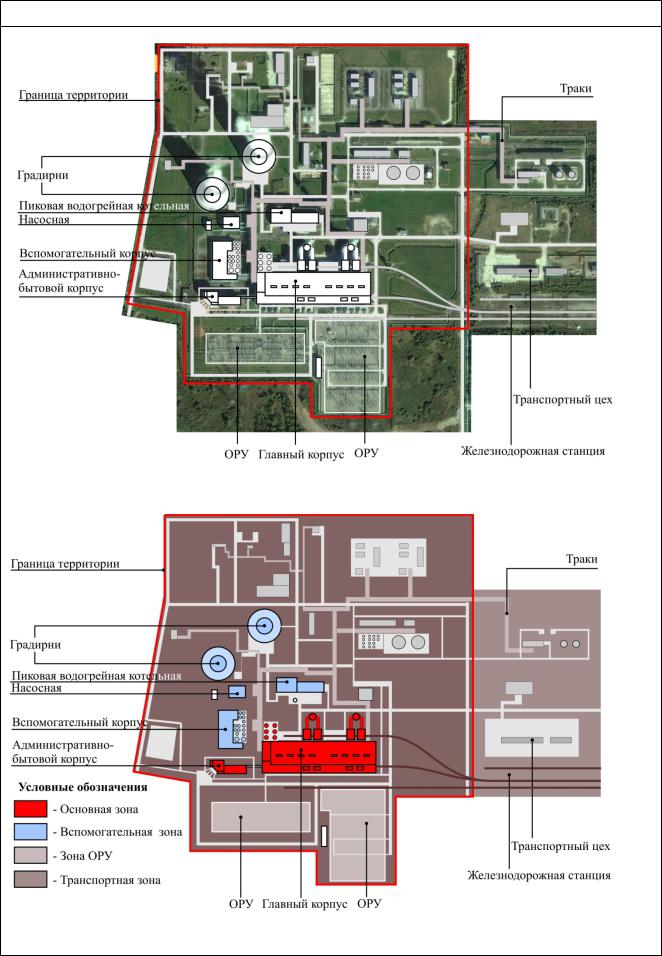 Граница территории
Траки
Градирни
Пиковая водогрейная котельная
Насосная
Вспомогательный корпус
Административно-
бытовой корпус
Транспортный цех
ОРУ Главный корпус ОРУ
Железнодорожная станция
Граница территории
Траки
Градирни
Пиковая водогрейная котельная
Насосная
Вспомогательный корпус
Административно-
бытовой корпус
Условные обозначения
- Основная зона
- Вспомогательная зона
- Зона ОРУ
- Транспортная зона
Транспортный цех
Железнодорожная станция
ОРУ Главный корпус ОРУ